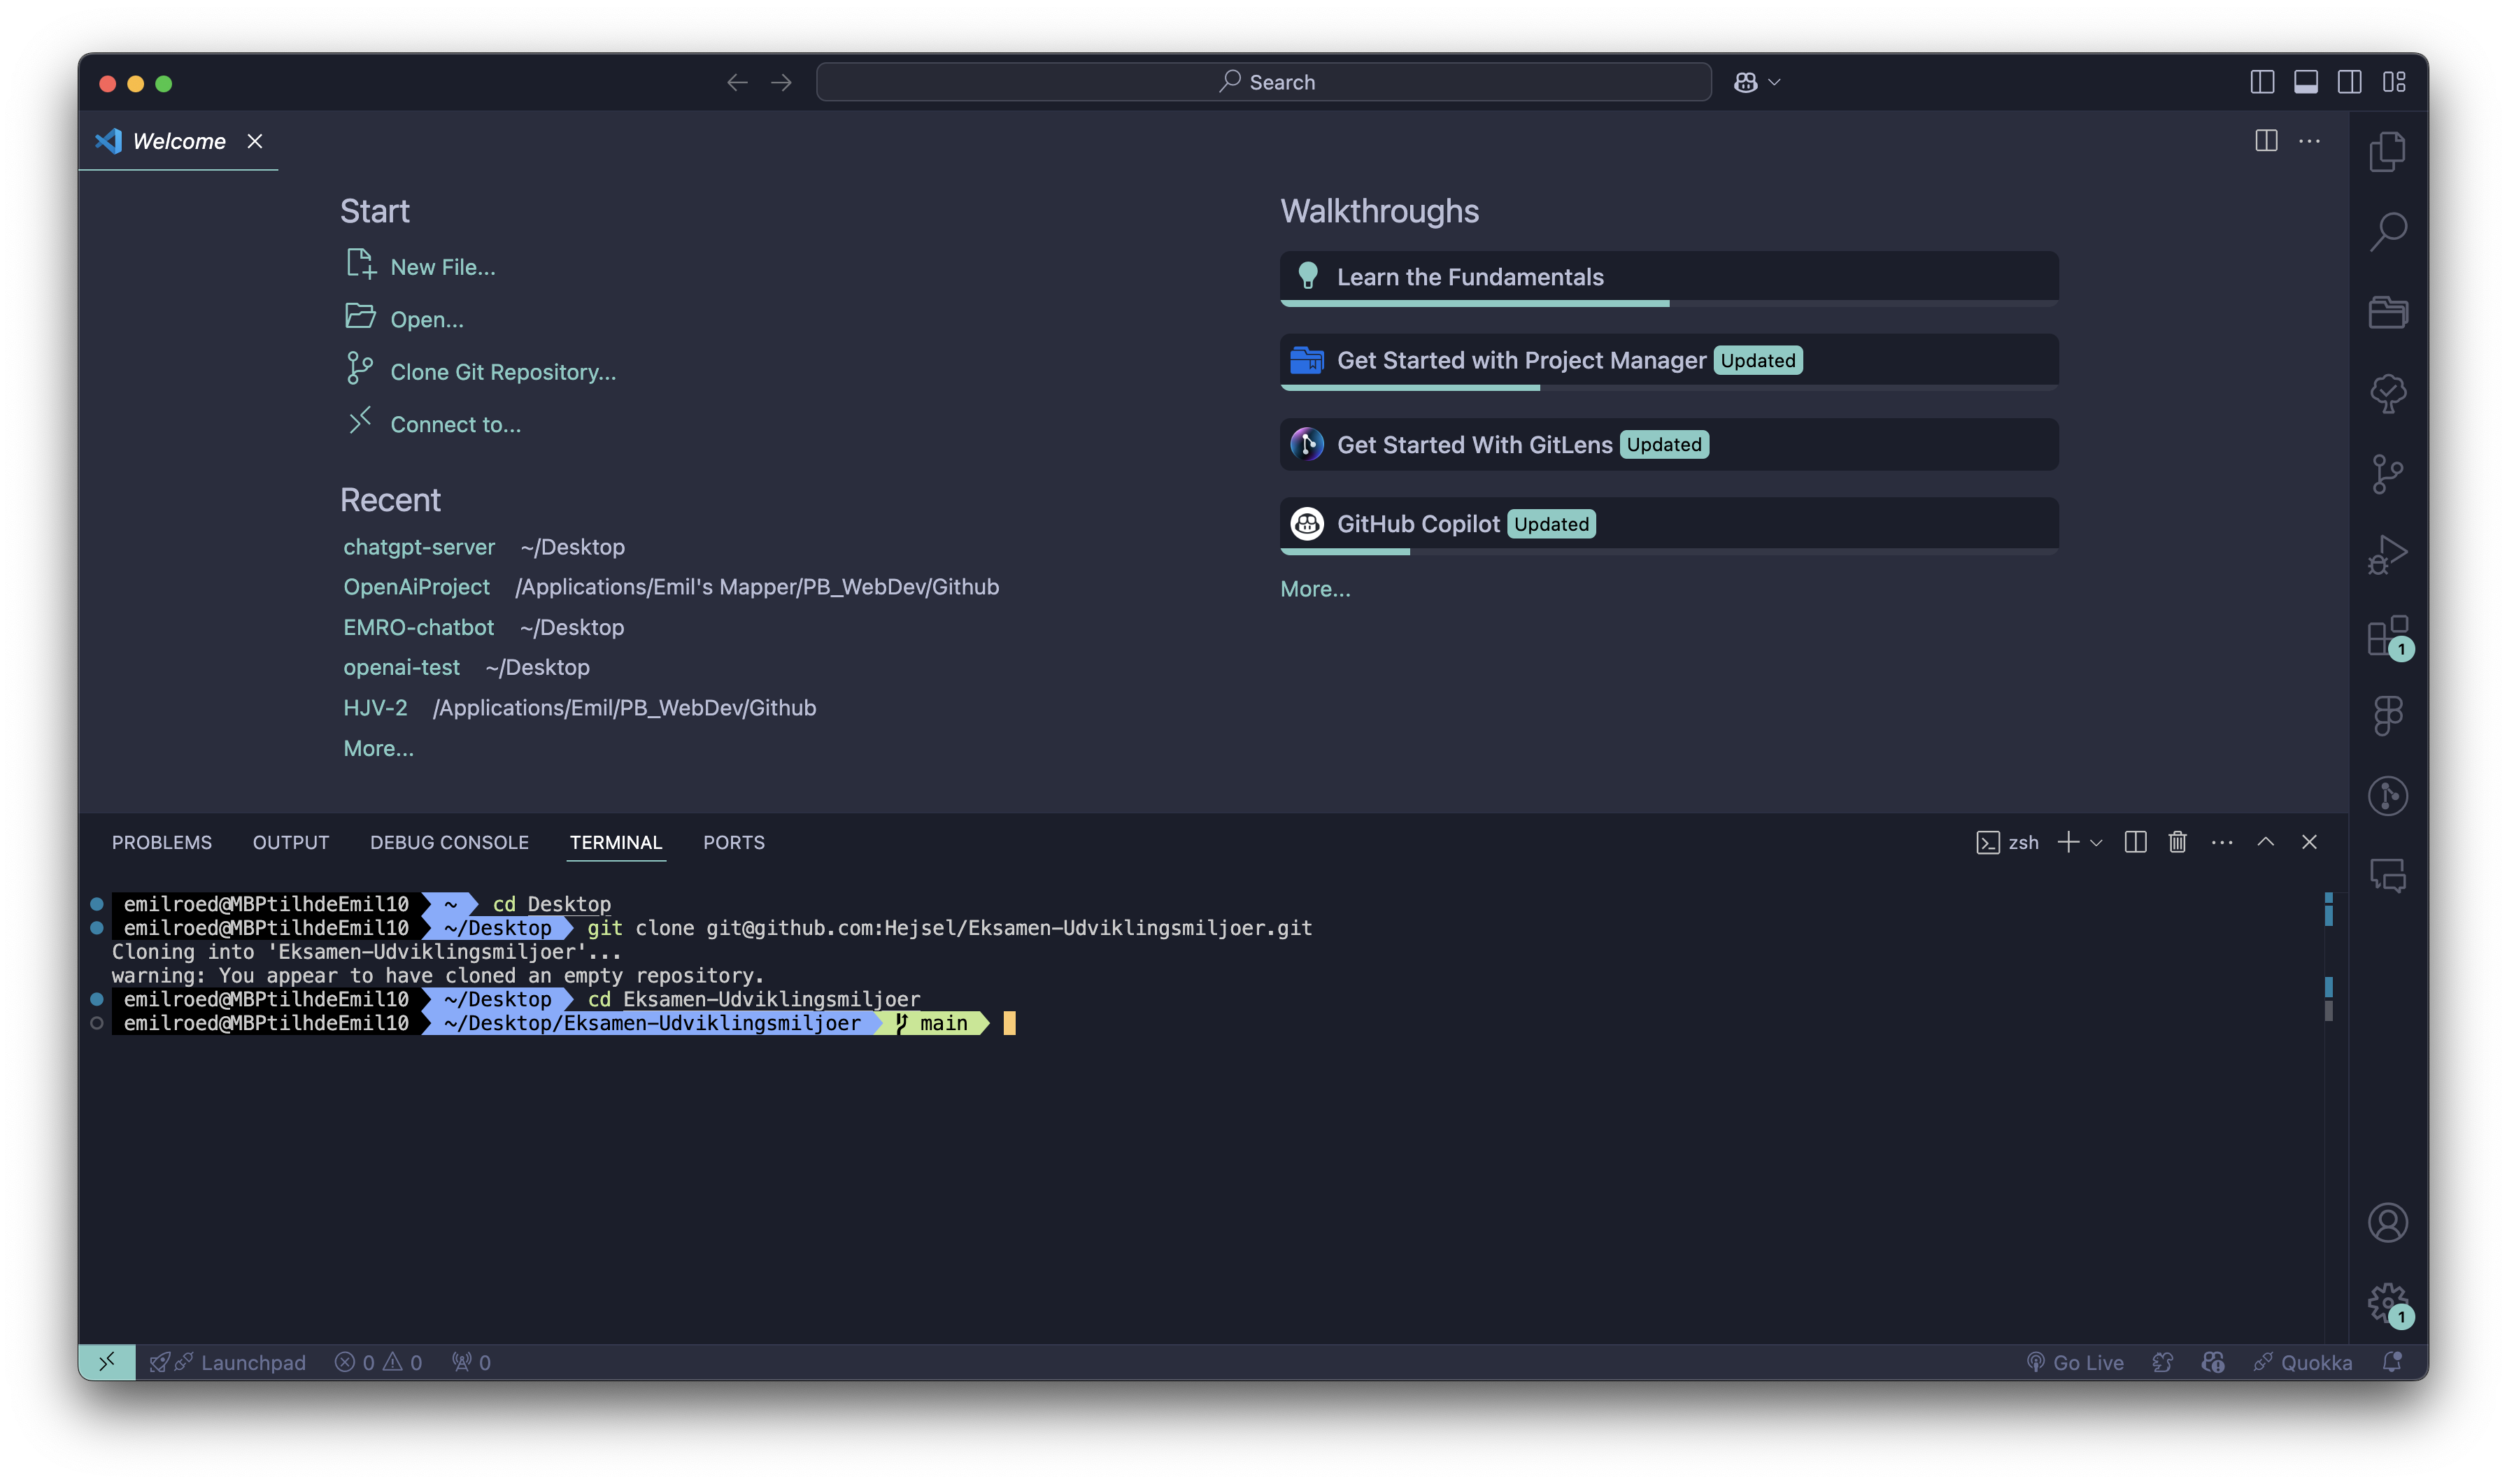 Search
Welcome
Start
New File...
Open...
Clone Git Repository...
Connect to...
Recent
chatgpt-server ~/Desktop
OpenAiProject /Applications/Emil's Mapper/PB_WebDev/Github
EMRO-chatbot ~/Desktop
openai-test ~/Desktop
HJV-2 /Applications/Emil/PB_WebDev/Github
More...
Walkthroughs
Learn the Fundamentals
Get Started with Project Manager Updated
Get Started With GitLens Updated
GitHub Copilot Updated
More...
1
PROBLEMS OUTPUT DEBUG CONSOLE TERMINAL PORTS zsh
emilroed@MBPtilhdeEmil10 ~ cd Desktop
emilroed@MBPtilhdeEmil10 ~/Desktop git clone git@github.com:Hejsel/Eksamen-Udviklingsmiljoer.git
Cloning into 'Eksamen-Udviklingsmiljoer'...
warning: You appear to have cloned an empty repository.
emilroed@MBPtilhdeEmil10 ~/Desktop cd Eksamen-Udviklingsmiljoer
emilroed@MBPtilhdeEmil10 ~/Desktop/Eksamen-Udviklingsmiljoer main
1
Launchpad 0 0 0 Go Live Quokka